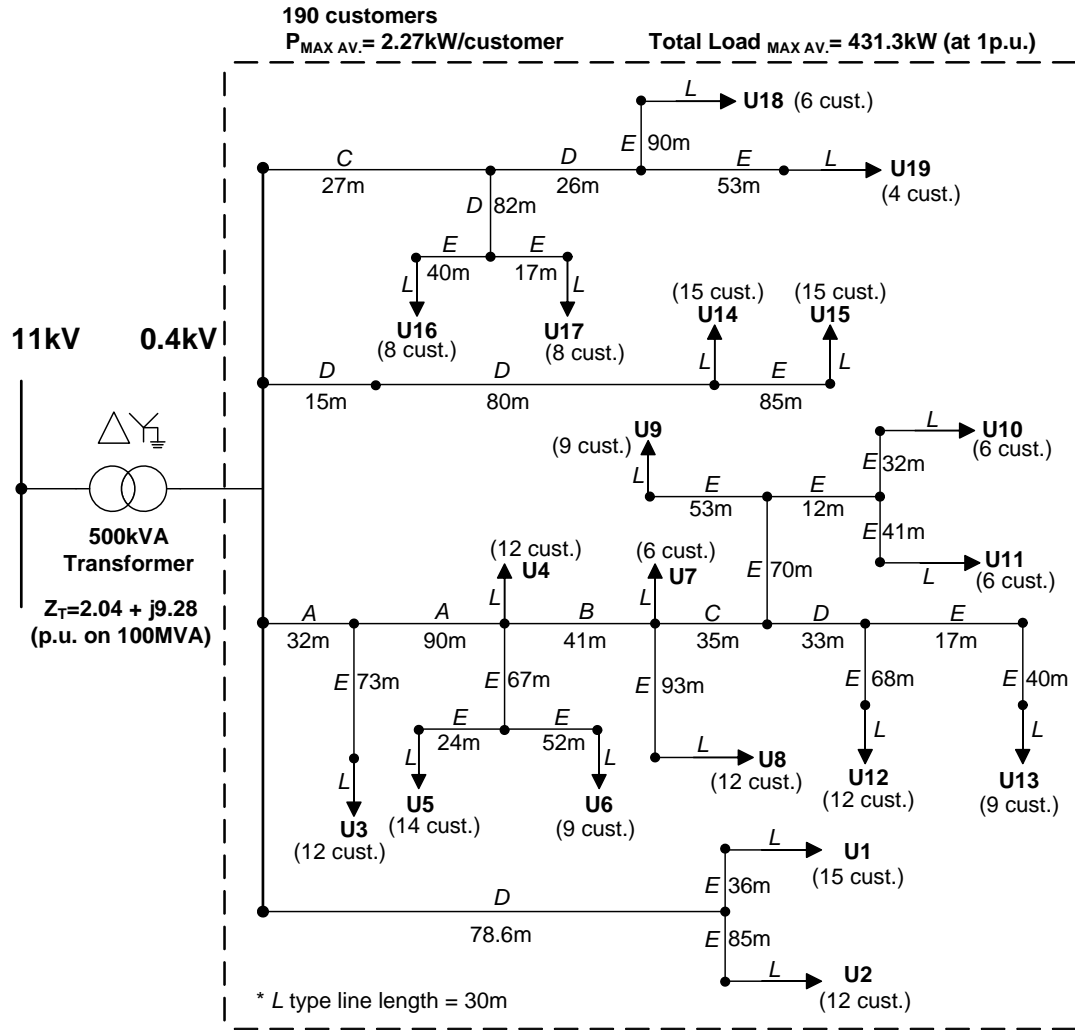 190 customers
P MAX AV.= 2.27kW/customer Total Load MAX AV.= 431.3kW (at 1p.u.)
L U18 (6 cust.)
E 90m
C D E L U19
27m 26m 53m (4 cust.)
D 82m
E E
40m 17m
L L
U16 U17
(8 cust.) (8 cust.)
(15 cust.) (15 cust.)
U14 U15
L L
D D E
15m 80m 85m
11kV 0.4kV
500kVA
Transformer
ZT=2.04 + j9.28
(p.u. on 100MVA)
U9
(9 cust.)
L
E E
53m 12m
L U10
(6 cust.)
E 32m
E 41m
L U11
(6 cust.)
E 70m
(12 cust.) (6 cust.)
U4 U7
L L
A A B C D E
32m 90m 41m 35m 33m 17m
E 73m
E 67m
E 93m
E 68m
E 40m
E E
24m 52m
L L L L L L
U3
(12 cust.)
U5
(14 cust.)
U6
(9 cust.)
U8
(12 cust.)
U12
(12 cust.)
U13
(9 cust.)
L U1
(15 cust.)
E 36m
D
78.6m
E 85m
L U2
(12 cust.)
* L type line length = 30m